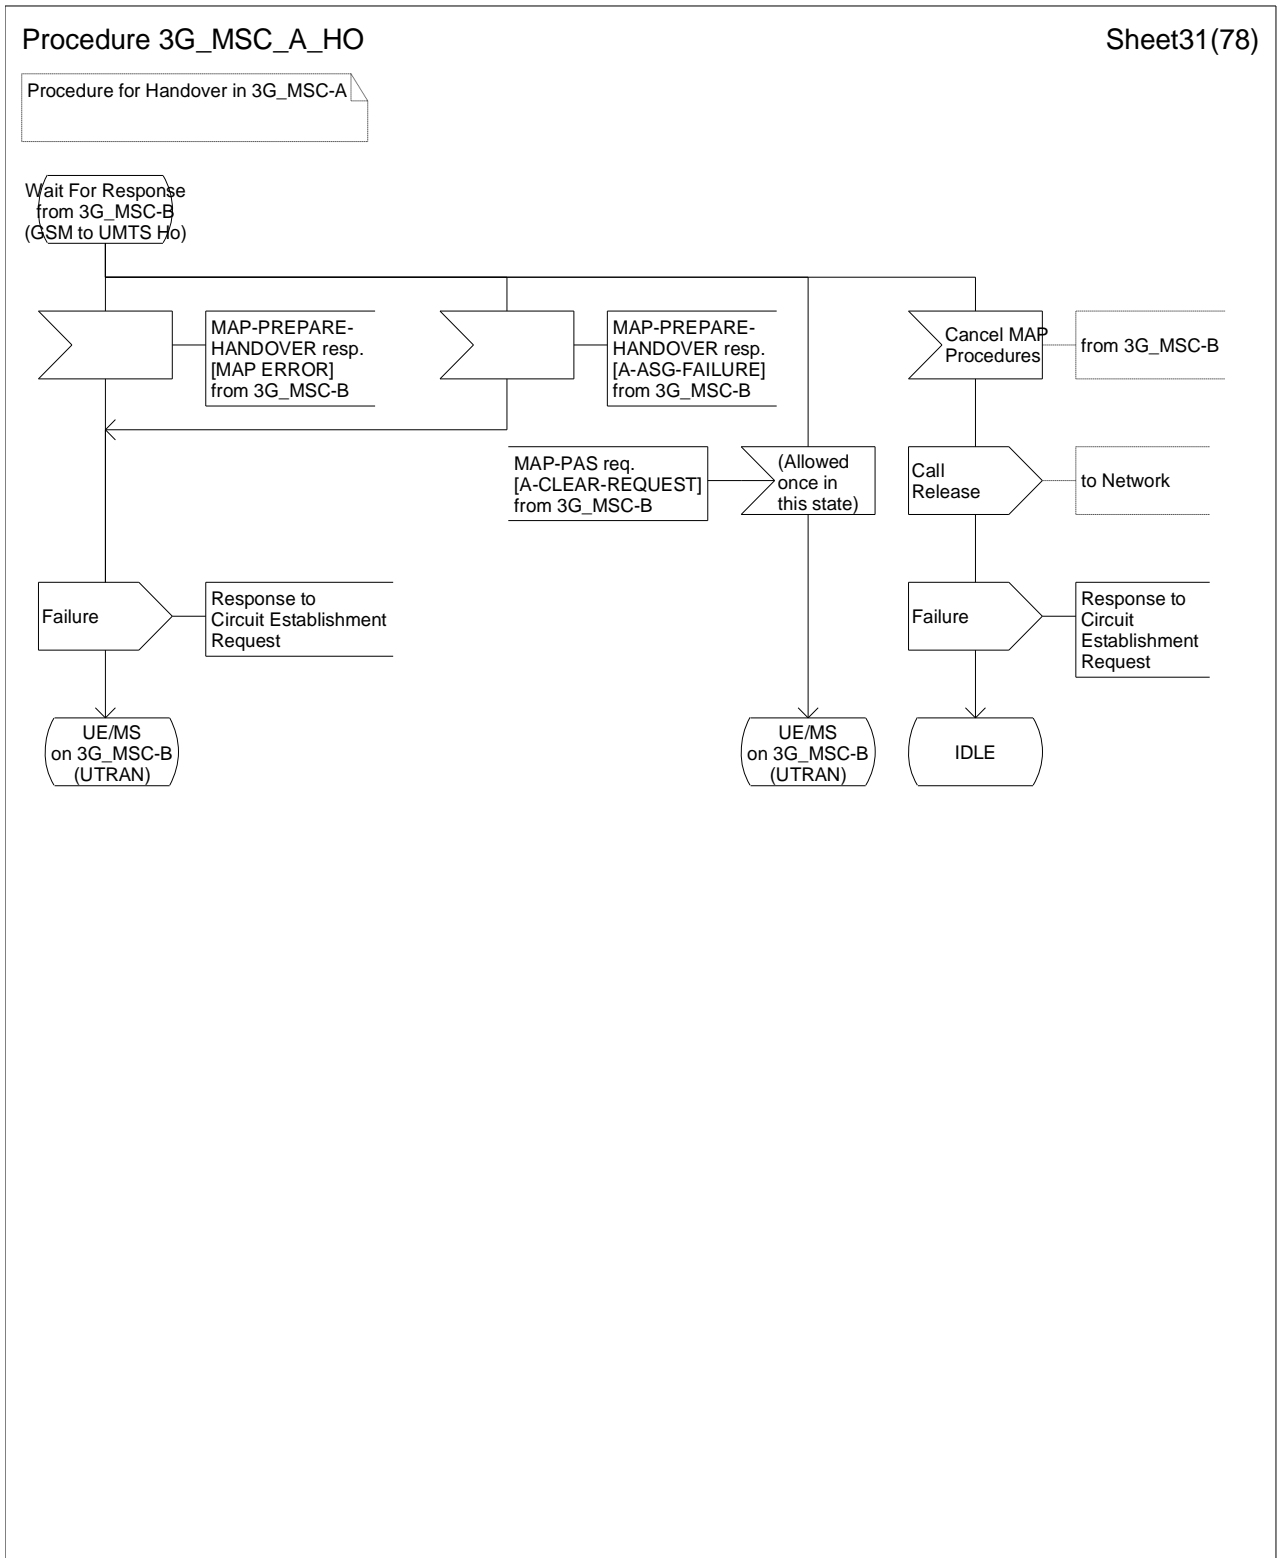 Procedure 3G_MSC_A_HO
Sheet31(78)
Procedure for Handover in 3G_MSC-A
Wait For Response
from 3G_MSC-B
(GSM to UMTS Ho)
MAP-PREPARE-
HANDOVER resp.
[MAP ERROR]
from 3G_MSC-B
MAP-PREPARE-
HANDOVER resp.
[A-ASG-FAILURE]
from 3G_MSC-B
Cancel MAP
Procedures
from 3G_MSC-B
MAP-PAS req.
[A-CLEAR-REQUEST]
from 3G_MSC-B
(Allowed
once in
this state)
Call
Release
to Network
Failure
Response to
Circuit Establishment
Request
Failure
Response to
Circuit
Establishment
Request
UE/MS
on 3G_MSC-B
(UTRAN)
UE/MS
on 3G_MSC-B
(UTRAN)
IDLE